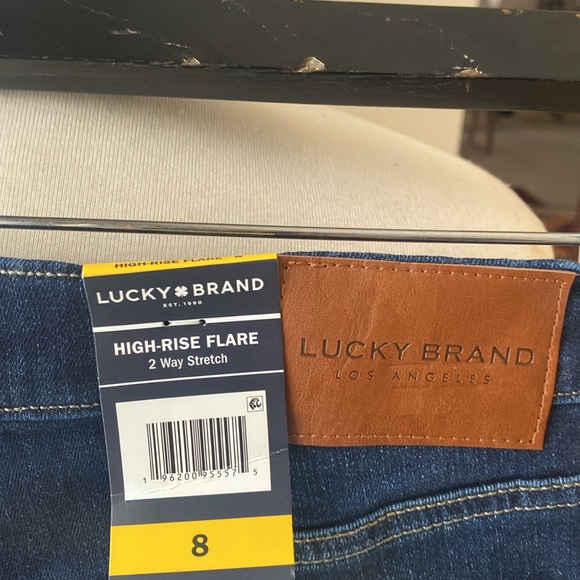 HIGH-RISE FLARE
LUCKY BRAND
EST. 1990
HIGH-RISE FLARE
2 Way Stretch
1 96200 95557 5
8
LUCKY BRAND
LOS ANGELES